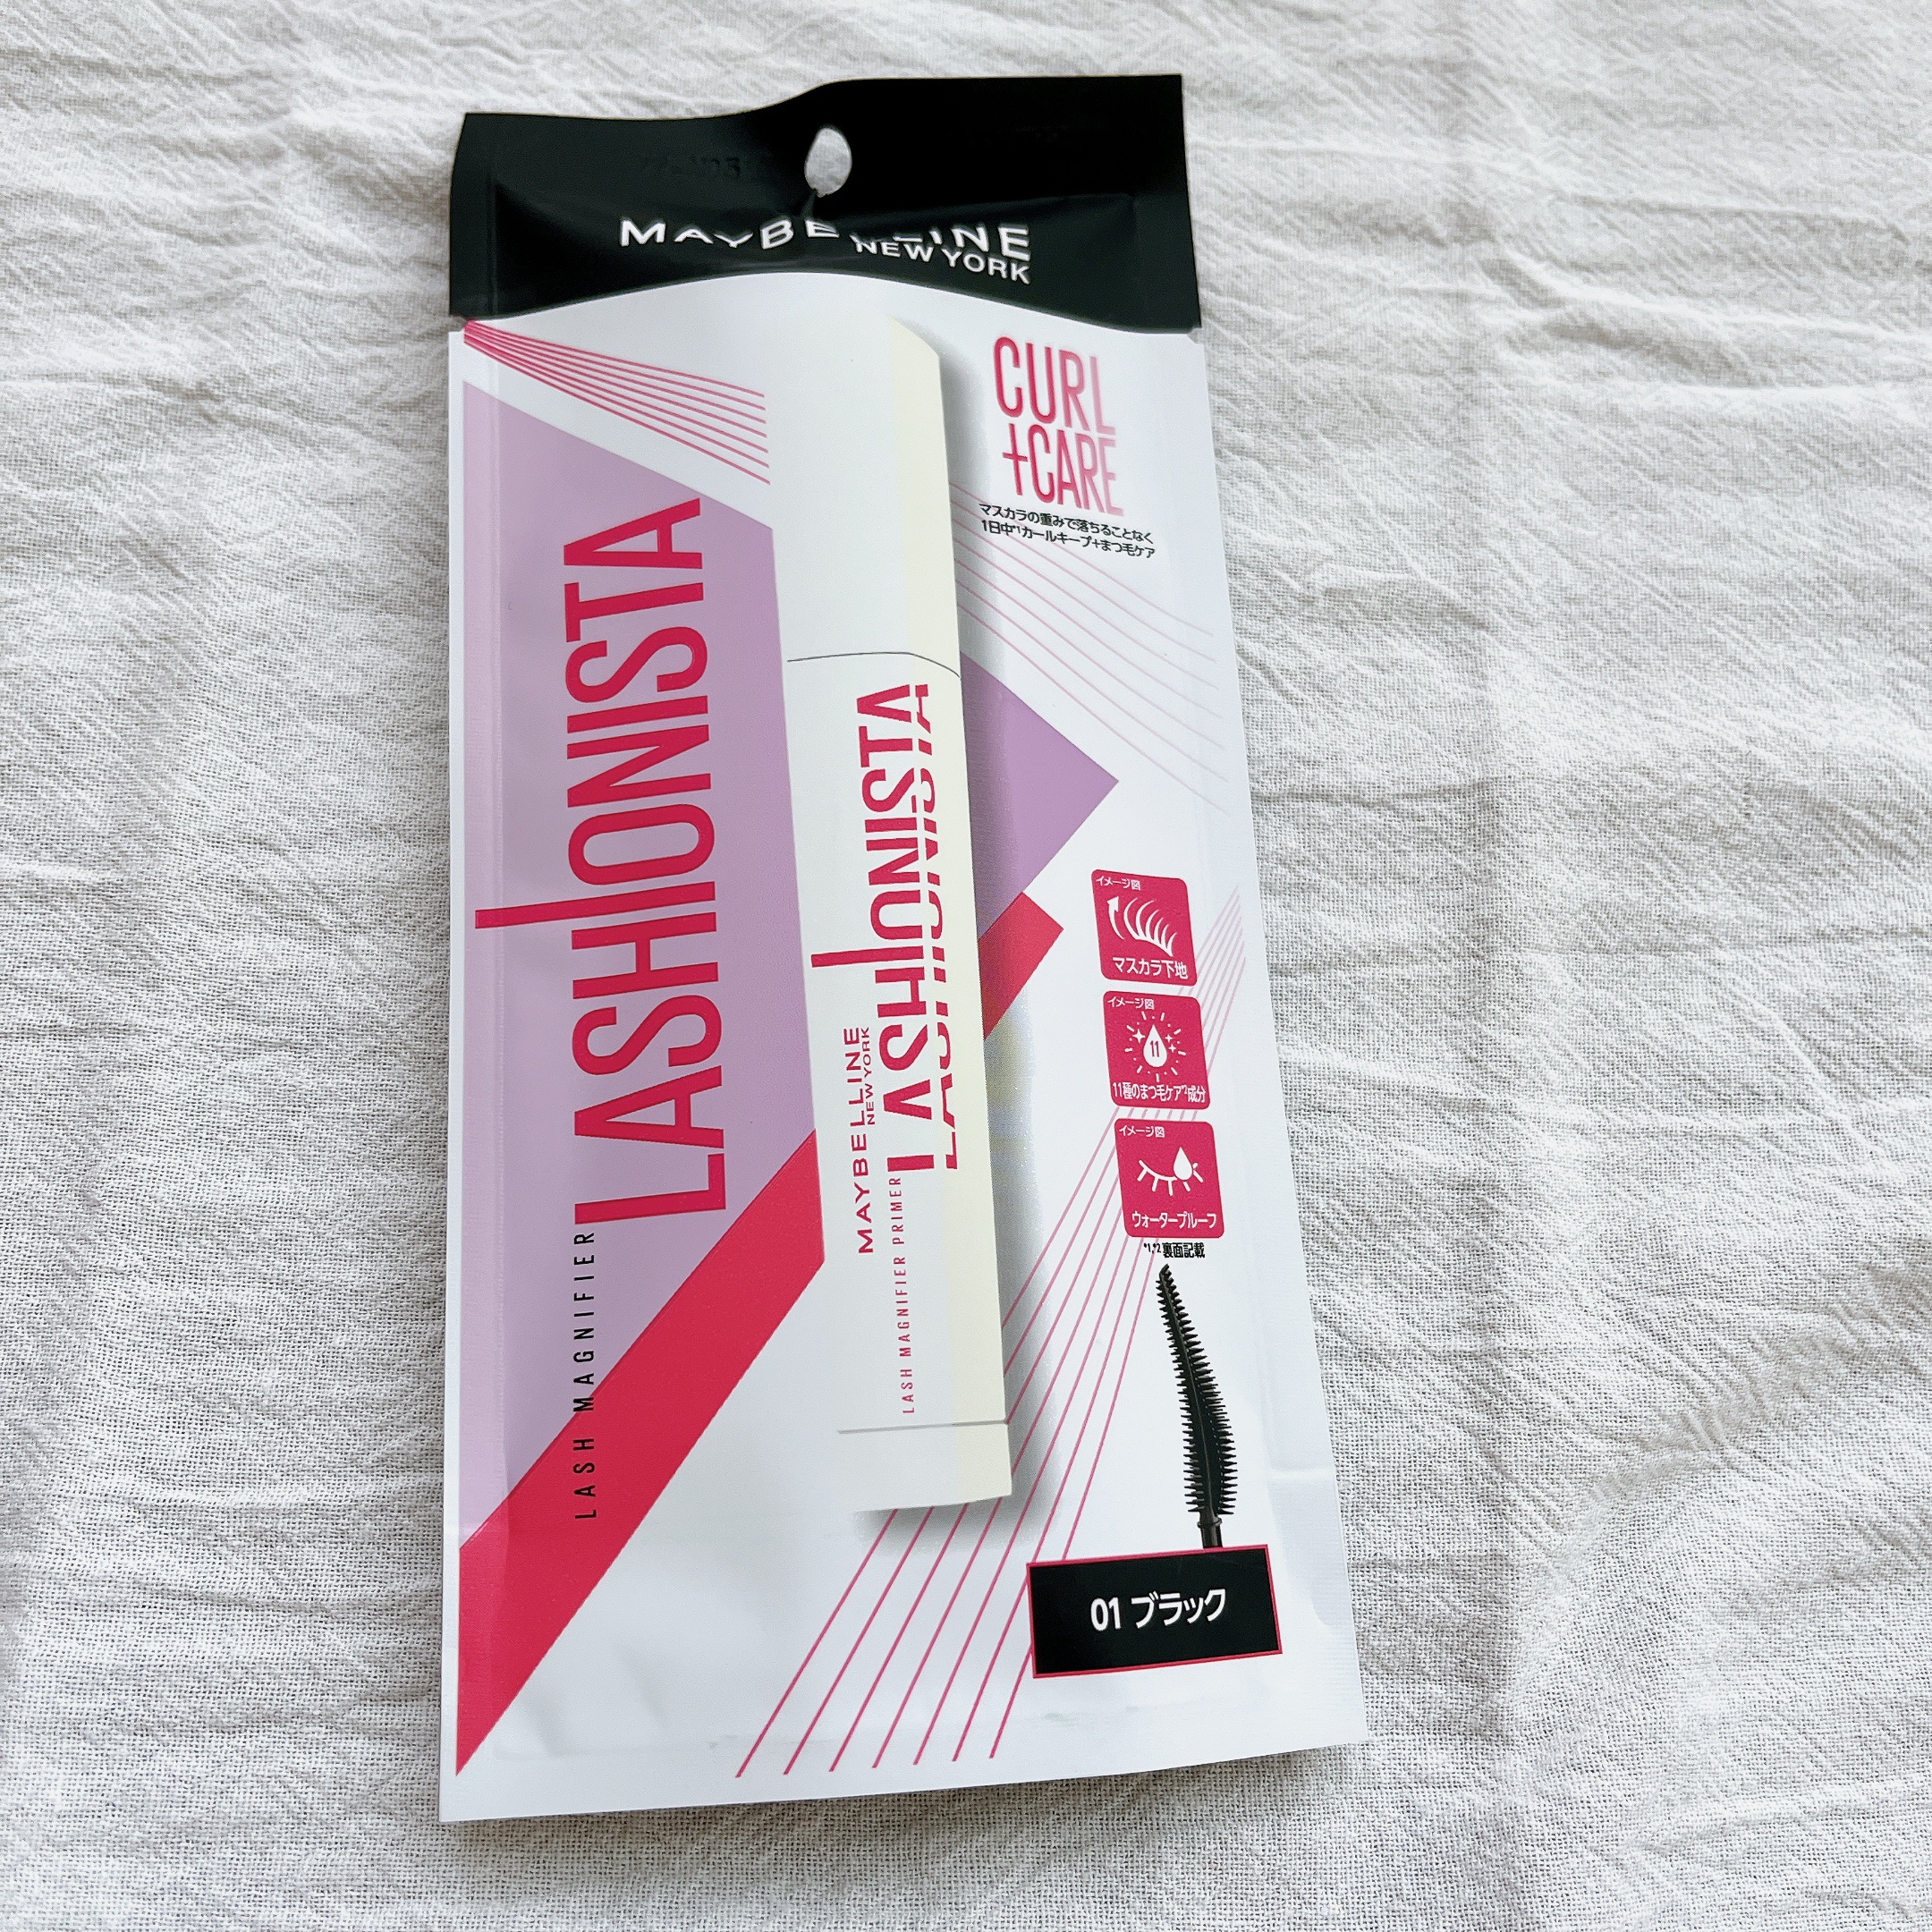 MAYBELLINE
NEW YORK
CURL
+CARE
マスカラの重みで落ちることなく
1日中*1カールキープ+まつ毛ケア
LASH MAGNIFIER
LASHIONISTA
MAYBELLINE
NEW YORK
LASHIONISTA
LASHIONISTA
LASH MAGNIFIER PRIMER
イメージ図
マスカラ下地
イメージ図
11
11種のまつ毛ケア*2成分
イメージ図
ウォータープルーフ
*1,*2 裏面記載
01 ブラック